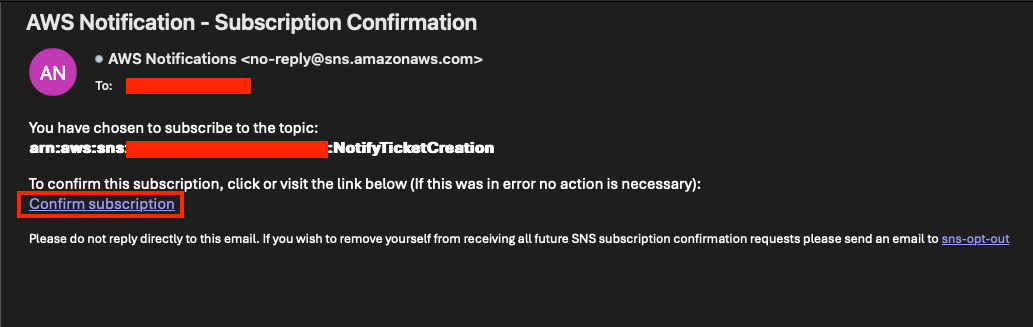 AWS Notification - Subscription Confirmation
AN
AWS Notifications <no-reply@sns.amazonaws.com>
To:
You have chosen to subscribe to the topic:
arn:aws:sns: :NotifyTicketCreation
To confirm this subscription, click or visit the link below (If this was in error no action is necessary):
Confirm subscription
Please do not reply directly to this email. If you wish to remove yourself from receiving all future SNS subscription confirmation requests please send an email to sns-opt-out